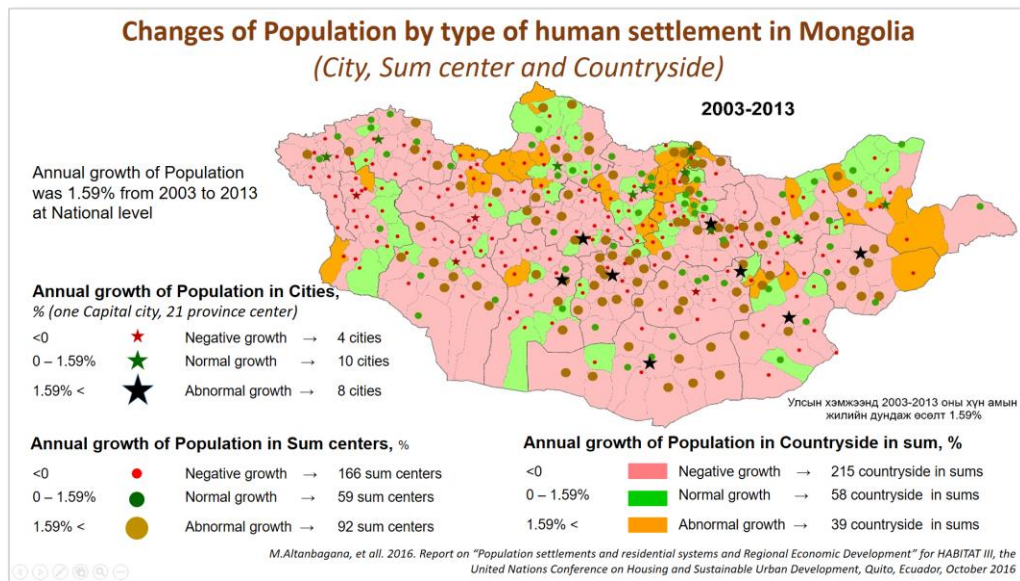 Changes of Population by type of human settlement in Mongolia
(City, Sum center and Countryside)
2003-2013
Annual growth of Population
was 1.59% from 2003 to 2013
at National level
Annual growth of Population in Cities,
% (one Capital city, 21 province center)
<0 Negative growth → 4 cities
0 – 1.59% Normal growth → 10 cities
1.59% < Abnormal growth → 8 cities
Улсын хэмжээнд 2003-2013 оны хүн амын
жилийн дундаж өсөлт 1.59%
Annual growth of Population in Sum centers, %
<0 Negative growth → 166 sum centers
0 – 1.59% Normal growth → 59 sum centers
1.59% < Abnormal growth → 92 sum centers
Annual growth of Population in Countryside in sum, %
<0 Negative growth → 215 countryside in sums
0 – 1.59% Normal growth → 58 countryside in sums
1.59% < Abnormal growth → 39 countryside in sums
M.Altanbagana, et all. 2016. Report on “Population settlements and residential systems and Regional Economic Development” for HABITAT III, the
United Nations Conference on Housing and Sustainable Urban Development, Quito, Ecuador, October 2016